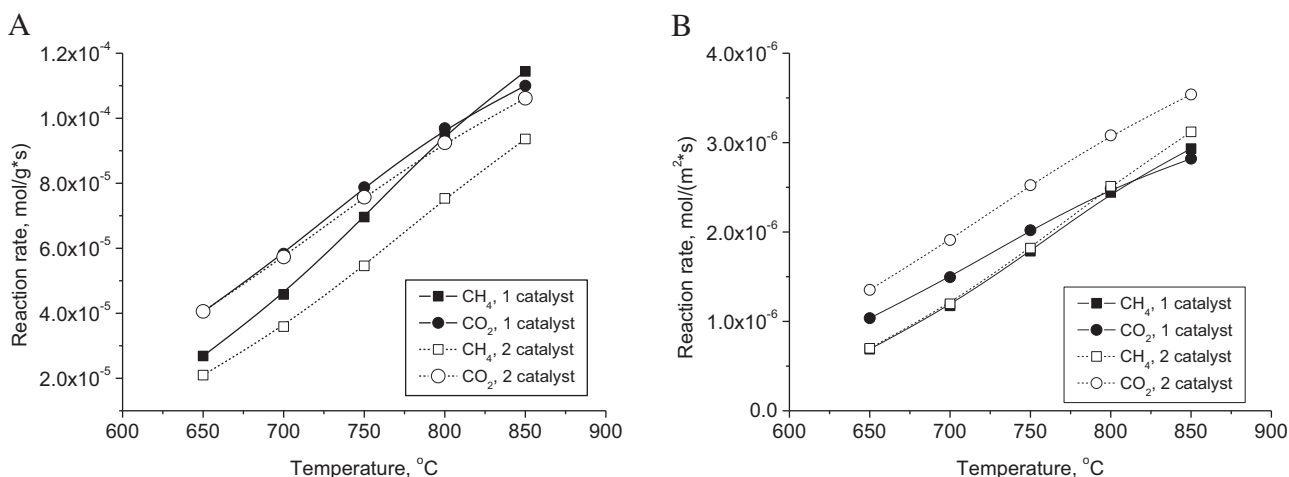 A
1.2x10⁻⁴
1.0x10⁻⁴
8.0x10⁻⁵
6.0x10⁻⁵
4.0x10⁻⁵
2.0x10⁻⁵
Reaction rate, mol/g*s)
600 650 700 750 800 850 900
Temperature, °C
CH₄, 1 catalyst
CO₂, 1 catalyst
CH₄, 2 catalyst
CO₂, 2 catalyst
B
4.0x10⁻⁶
3.0x10⁻⁶
2.0x10⁻⁶
1.0x10⁻⁶
0.0
Reaction rate, mol/(m²*s)
600 650 700 750 800 850 900
Temperature, °C
CH₄, 1 catalyst
CO₂, 1 catalyst
CH₄, 2 catalyst
CO₂, 2 catalyst